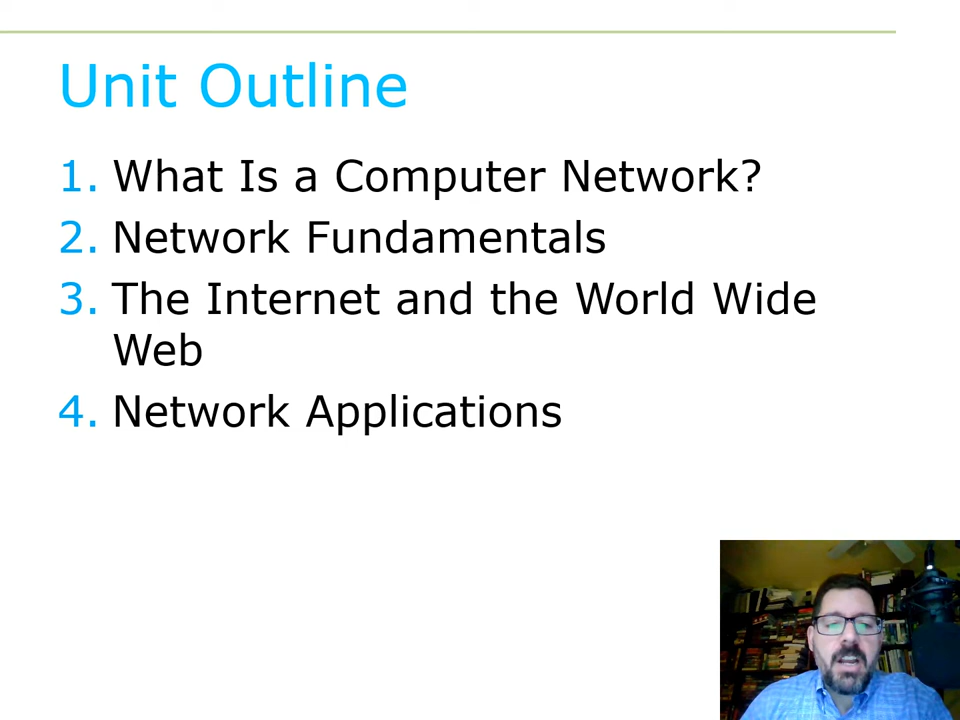 Unit Outline
1. What Is a Computer Network?
2. Network Fundamentals
3. The Internet and the World Wide
Web
4. Network Applications